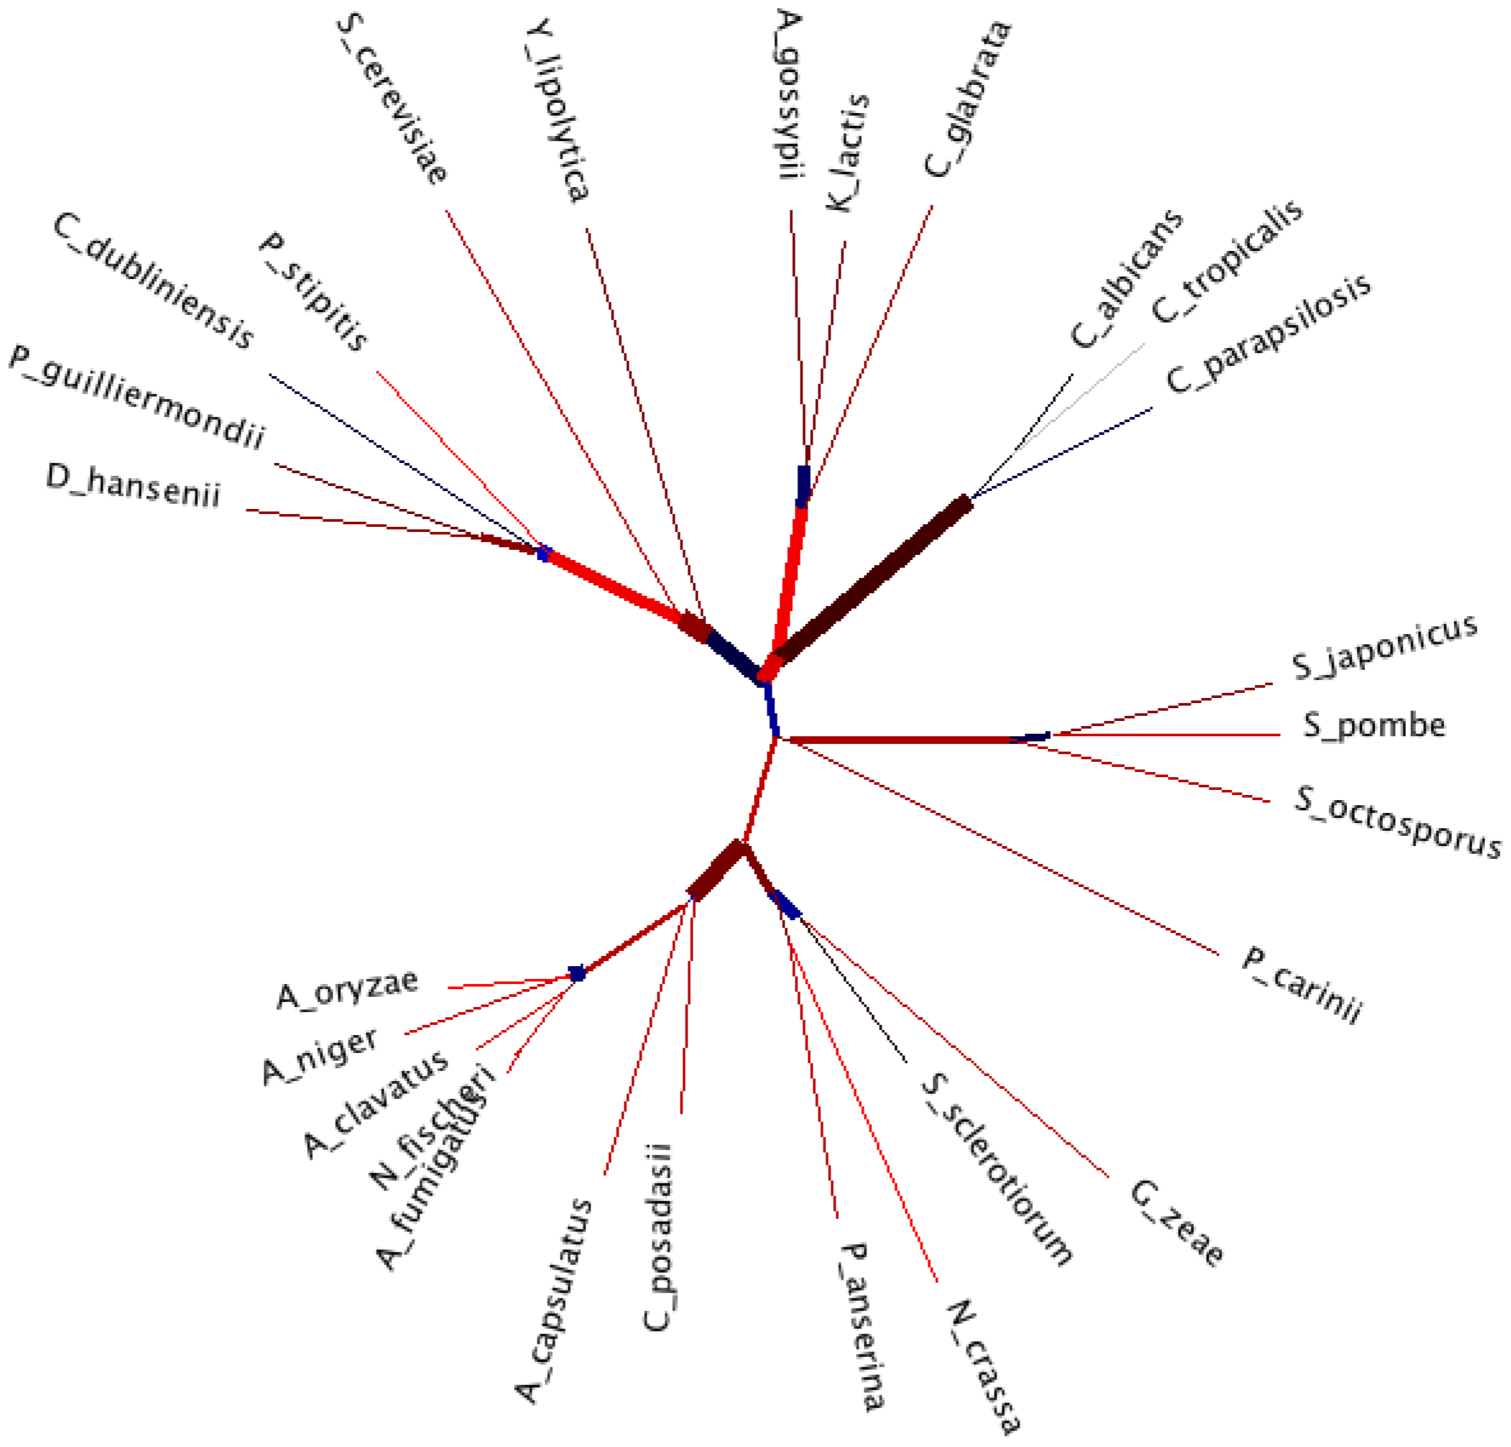 S_cerevisiae
Y_lipolytica
A_gossypii
K_lactis
C_glabrata
C_albicans
C_tropicalis
C_parapsilosis
C_dubliniensis
P_stipitis
P_guilliermondii
D_hansenii
S_japonicus
S_pombe
S_octosporus
P_carinii
A_oryzae
A_niger
A_clavatus
N_fischeri
A_fumigatus
A_capsulatus
C_posadasii
P_anserina
N_crassa
S_sclerotiorum
G_zeae